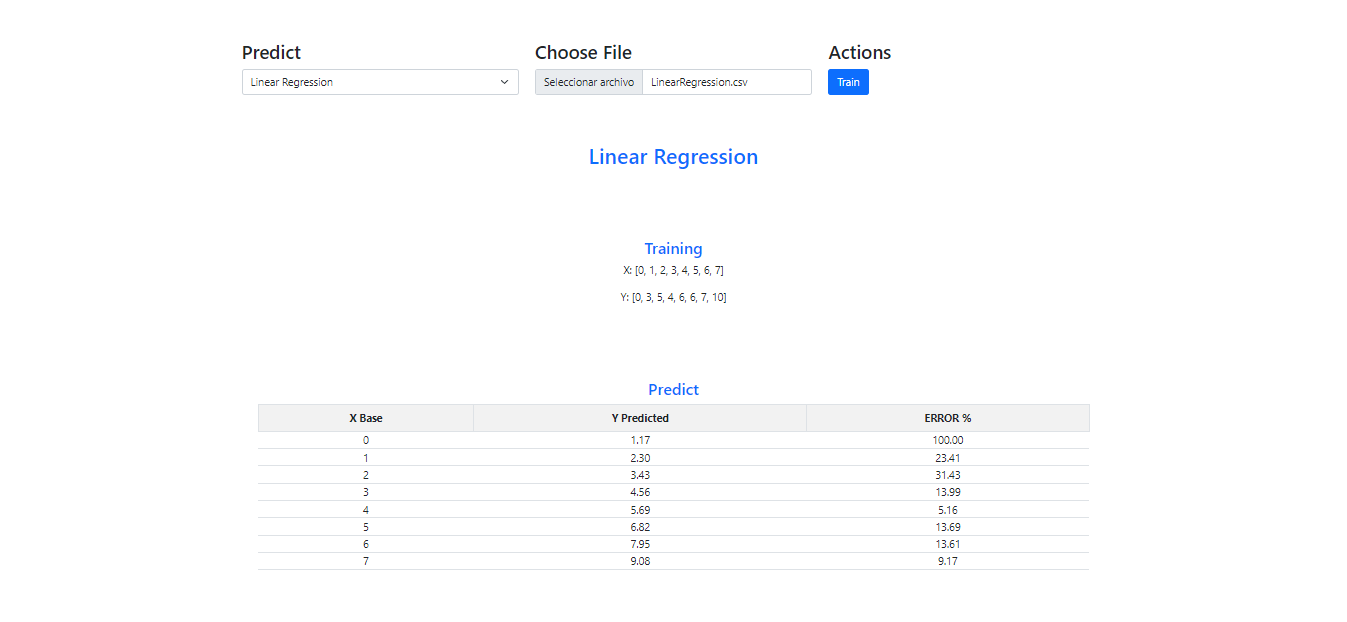 Predict Choose File Actions
Linear Regression Seleccionar archivo LinearRegression.csv Train
Linear Regression
Training
X: [0, 1, 2, 3, 4, 5, 6, 7]
Y: [0, 3, 5, 4, 6, 6, 7, 10]
Predict
X Base Y Predicted ERROR %
0 1.17 100.00
1 2.30 23.41
2 3.43 31.43
3 4.56 13.99
4 5.69 5.16
5 6.82 13.69
6 7.95 13.61
7 9.08 9.17